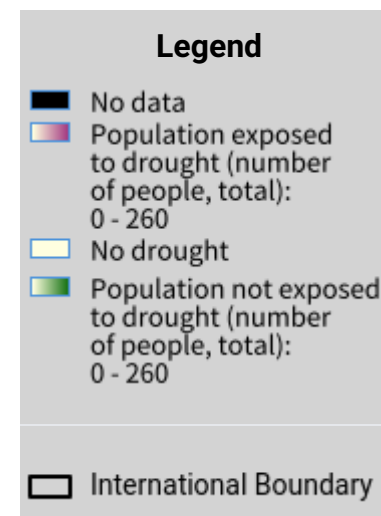 Legend
No data
Population exposed
to drought (number
of people, total):
0 - 260
No drought
Population not exposed
to drought (number
of people, total):
0 - 260
International Boundary